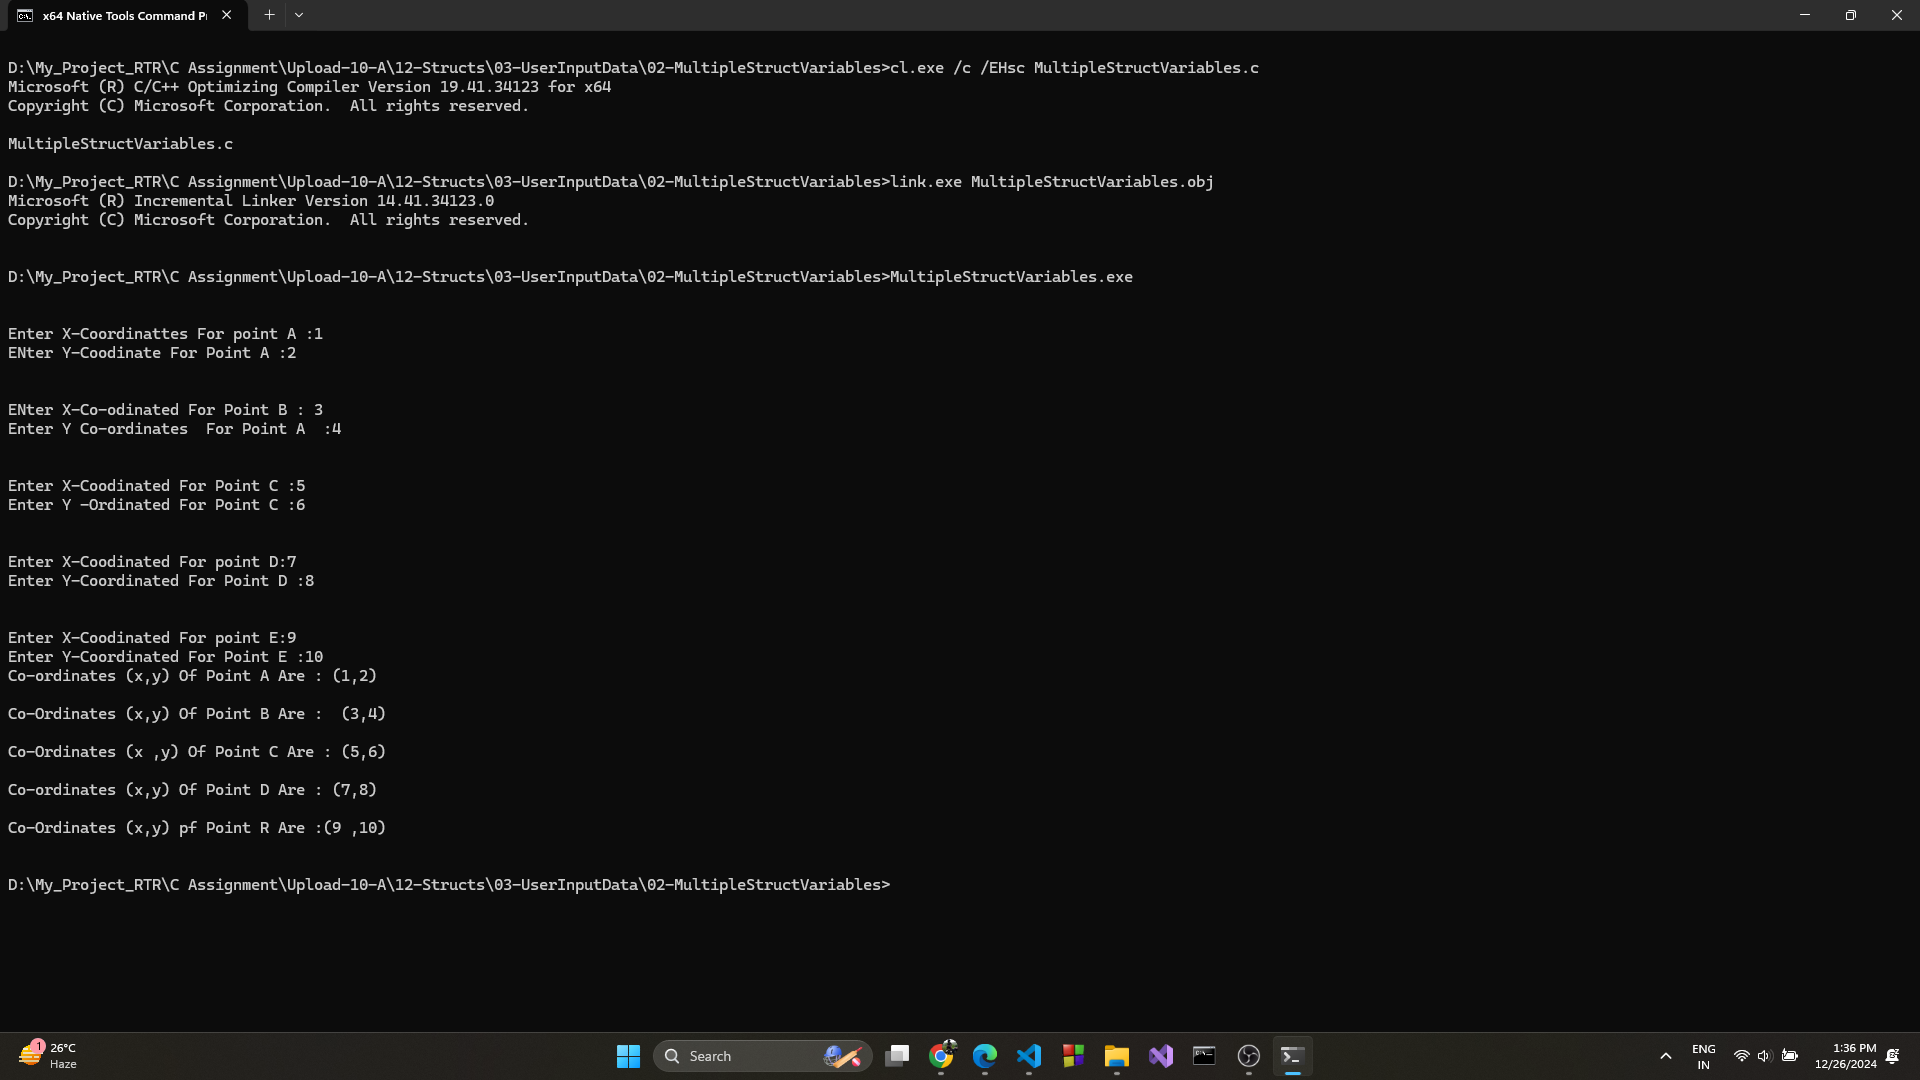 x64 Native Tools Command P
D:\My_Project_RTR\C Assignment\Upload-10-A\12-Structs\03-UserInputData\02-MultipleStructVariables>cl.exe /c /EHsc MultipleStructVariables.c
Microsoft (R) C/C++ Optimizing Compiler Version 19.41.34123 for x64
Copyright (C) Microsoft Corporation.  All rights reserved.
MultipleStructVariables.c
D:\My_Project_RTR\C Assignment\Upload-10-A\12-Structs\03-UserInputData\02-MultipleStructVariables>link.exe MultipleStructVariables.obj
Microsoft (R) Incremental Linker Version 14.41.34123.0
Copyright (C) Microsoft Corporation.  All rights reserved.
D:\My_Project_RTR\C Assignment\Upload-10-A\12-Structs\03-UserInputData\02-MultipleStructVariables>MultipleStructVariables.exe
Enter X-Coordinattes For point A :1
ENter Y-Coodinate For Point A :2
ENter X-Co-odinated For Point B : 3
Enter Y Co-ordinates  For Point A  :4
Enter X-Coodinated For Point C :5
Enter Y -Ordinated For Point C :6
Enter X-Coodinated For point D:7
Enter Y-Coordinated For Point D :8
Enter X-Coodinated For point E:9
Enter Y-Coordinated For Point E :10
Co-ordinates (x,y) Of Point A Are : (1,2)
Co-Ordinates (x,y) Of Point B Are :  (3,4)
Co-Ordinates (x ,y) Of Point C Are : (5,6)
Co-ordinates (x,y) Of Point D Are : (7,8)
Co-Ordinates (x,y) pf Point R Are :(9 ,10)
D:\My_Project_RTR\C Assignment\Upload-10-A\12-Structs\03-UserInputData\02-MultipleStructVariables>
1
26°C
Haze
Search
ENG
IN
1:36 PM
12/26/2024